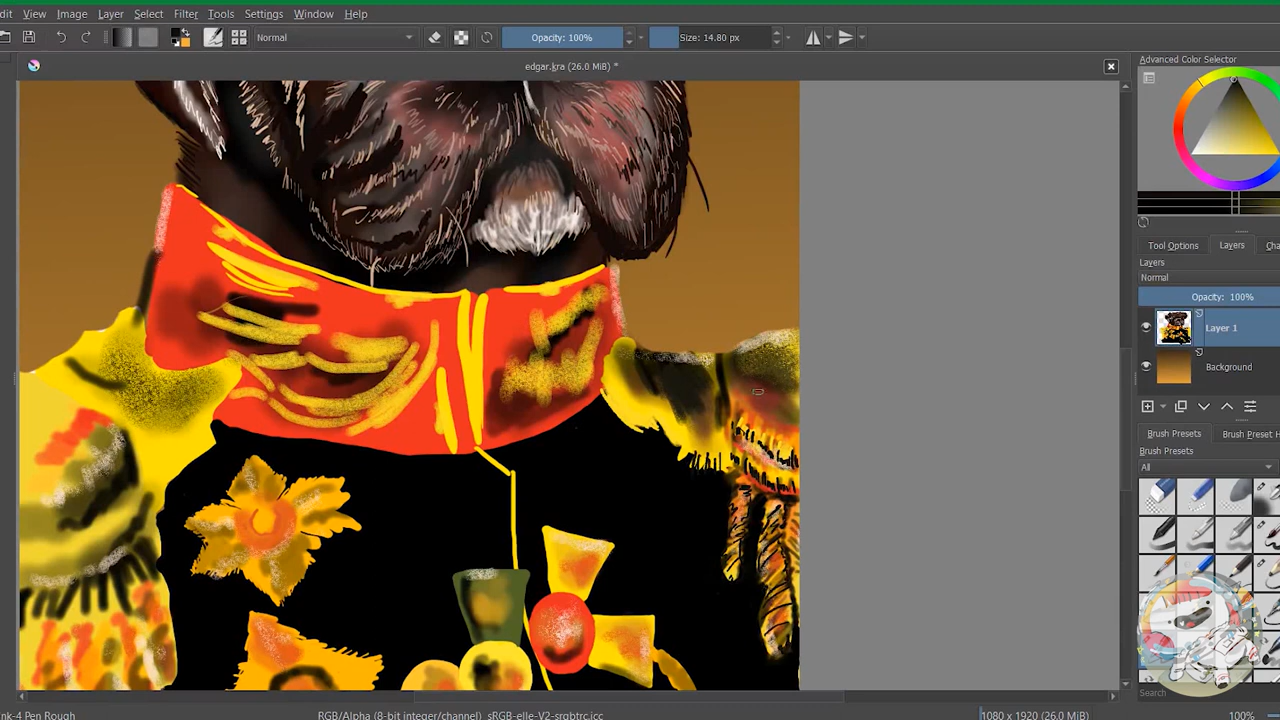 dit View Image Layer Select Filter Tools Settings Window Help
Normal Opacity: 100% Size: 14.80 px
edgar.kra (26.0 MiB) *
Advanced Color Selector
Tool Options Layers Cha
Layers
Normal
Opacity: 100%
Layer 1
Background
Brush Presets Brush Preset H
Brush Presets
All
Search
nk-4 Pen Rough RGB/Alpha (8-bit integer/channel) sRGB-elle-V2-srgbtrc.icc 1080 x 1920 (26.0 MiB) 100%